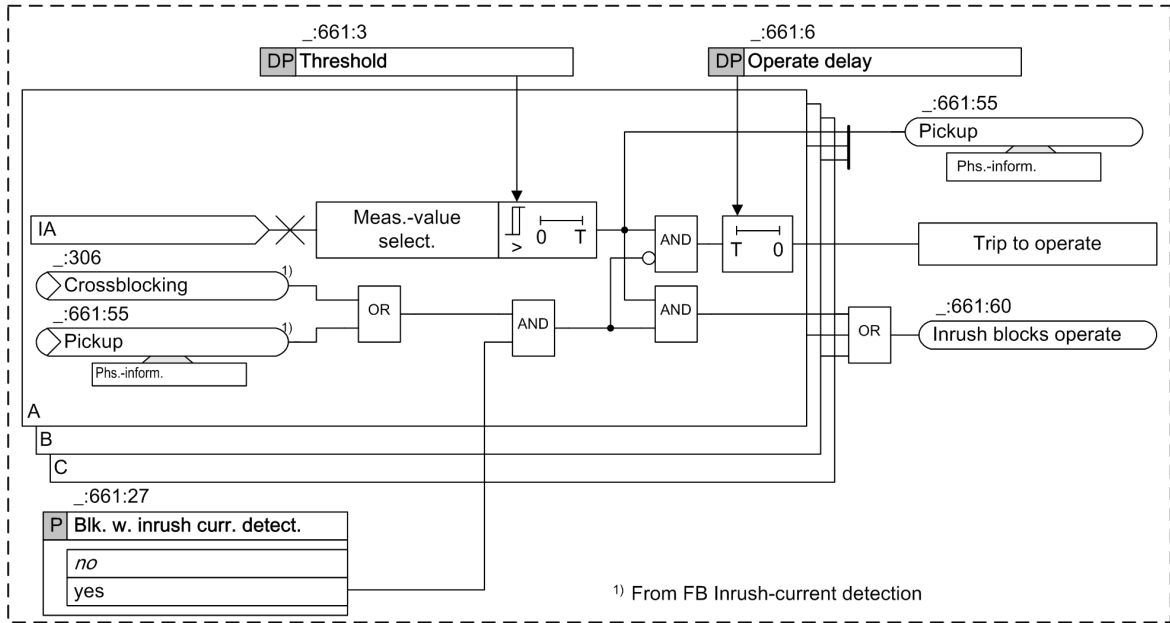 _:661:3
DP Threshold
_:661:6
DP Operate delay
_:661:55
Pickup
Phs.-inform.
IA
Meas.-value
select.
> 0 T
AND
T 0
Trip to operate
_:306
Crossblocking 1)
_:661:55
Pickup 1)
Phs.-inform.
OR
AND
AND
OR
_:661:60
Inrush blocks operate
A
B
C
_:661:27
P Blk. w. inrush curr. detect.
no
yes
1) From FB Inrush-current detection